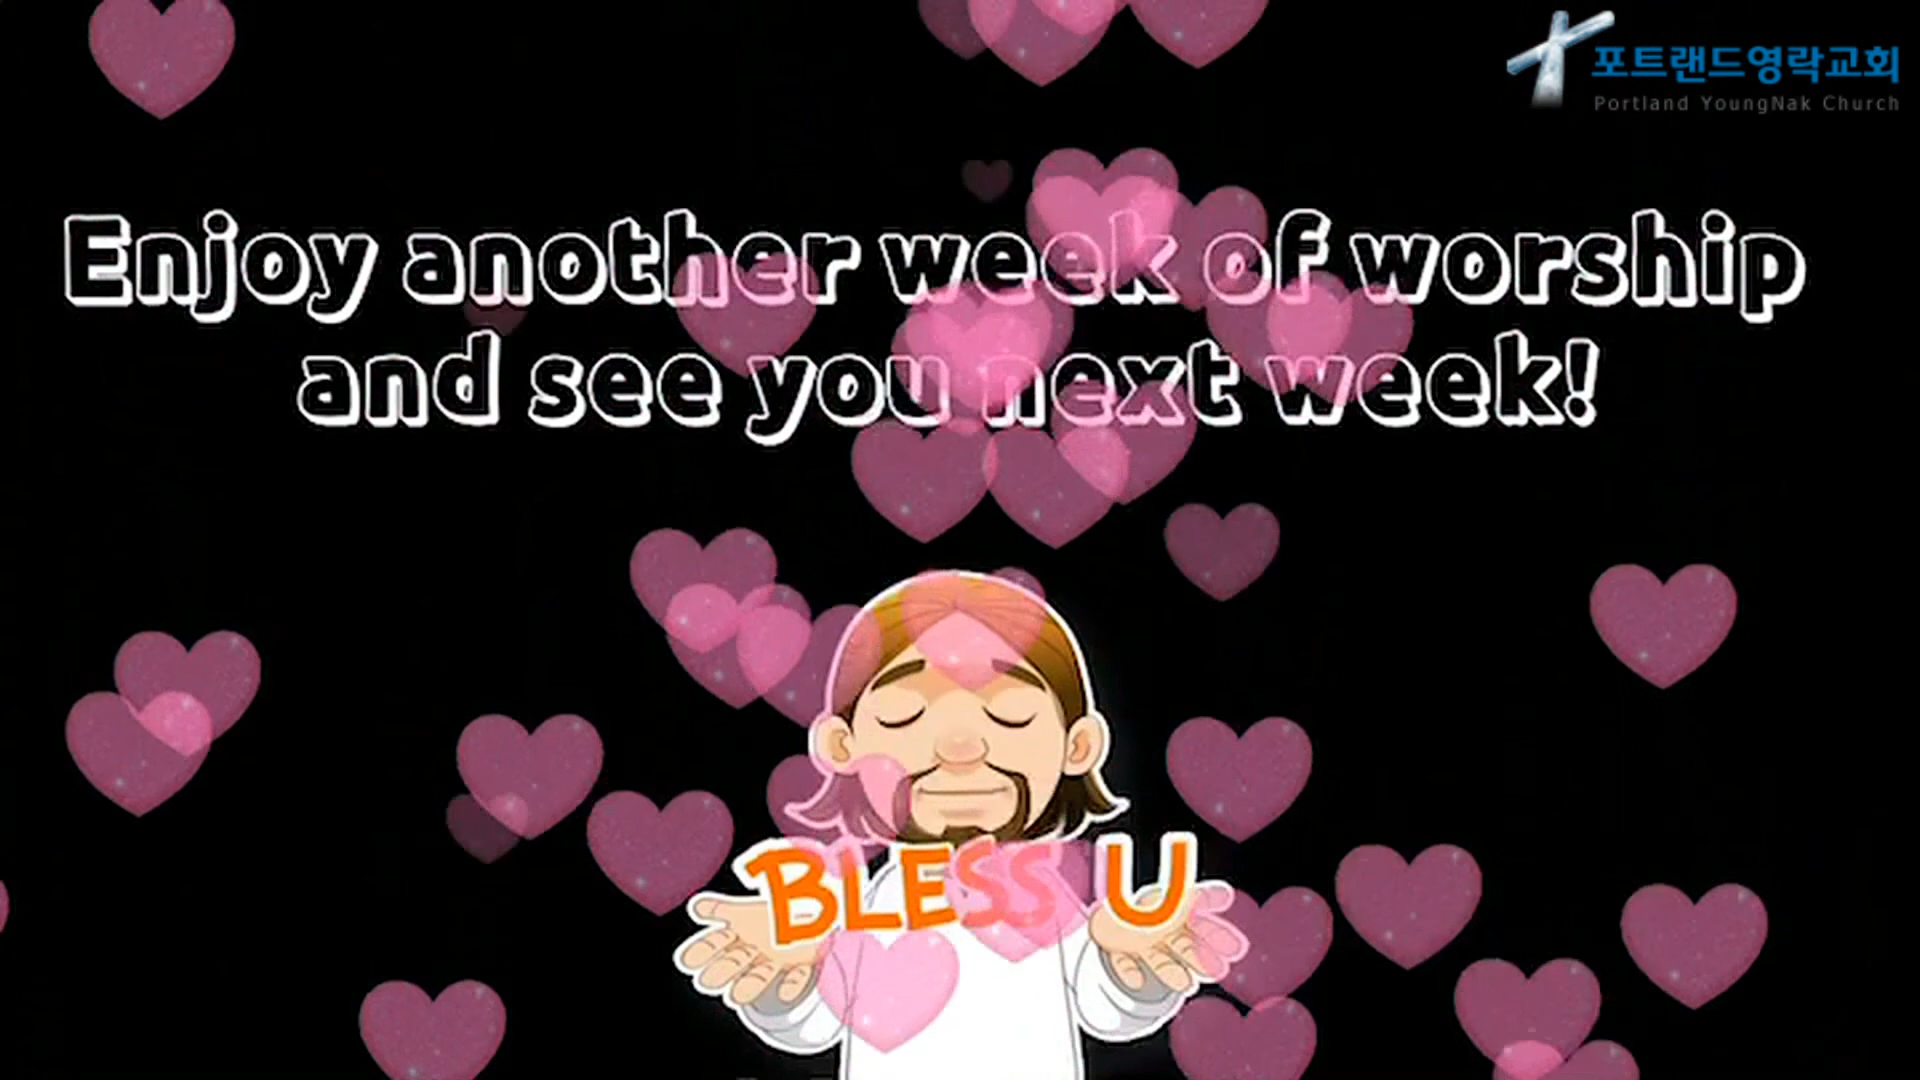 포트랜드영락교회
Portland YoungNak Church
Enjoy another week of worship
and see you next week!
BLESS U